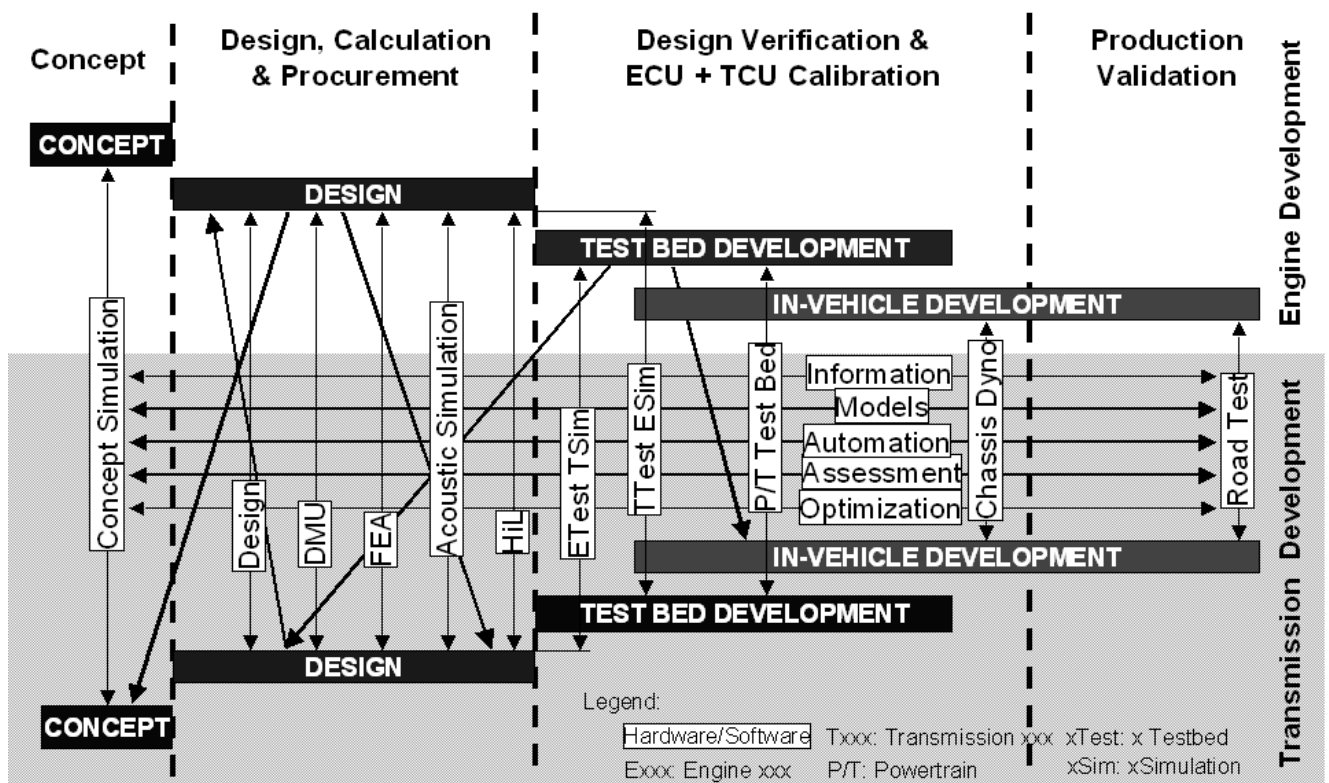 Concept
Design, Calculation
& Procurement
Design Verification &
ECU + TCU Calibration
Production
Validation
Engine Development
CONCEPT
DESIGN
TEST BED DEVELOPMENT
IN-VEHICLE DEVELOPMENT
Concept Simulation
Design
DMU
FEA
Acoustic Simulation
HiL
ETest TSim
TTest ESim
P/T Test Bed
Information
Models
Automation
Assessment
Optimization
Chassis Dyno
Road Test
IN-VEHICLE DEVELOPMENT
TEST BED DEVELOPMENT
DESIGN
CONCEPT
Transmission Development
Legend:
Hardware/Software
Txxx: Transmission xxx
xTest: x Testbed
Exxx: Engine xxx
P/T: Powertrain
xSim: xSimulation